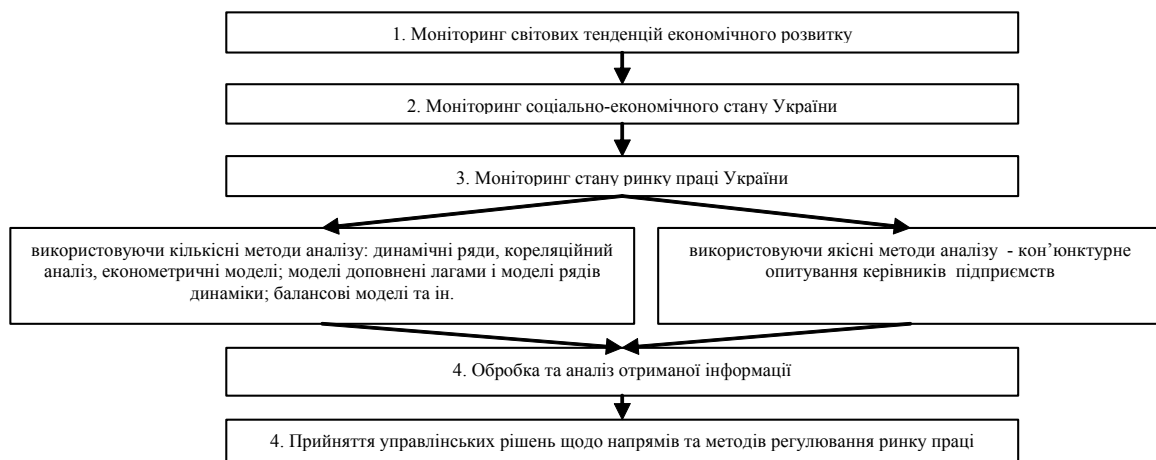 1. Моніторинг світових тенденцій економічного розвитку
2. Моніторинг соціально-економічного стану України
3. Моніторинг стану ринку праці України
використовуючи кількісні методи аналізу: динамічні ряди, кореляційний
аналіз, економетричні моделі; моделі доповнені лагами і моделі рядів
динаміки; балансові моделі та ін.
використовуючи якісні методи аналізу - кон’юнктурне
опитування керівників підприємств
4. Обробка та аналіз отриманої інформації
4. Прийняття управлінських рішень щодо напрямів та методів регулювання ринку праці